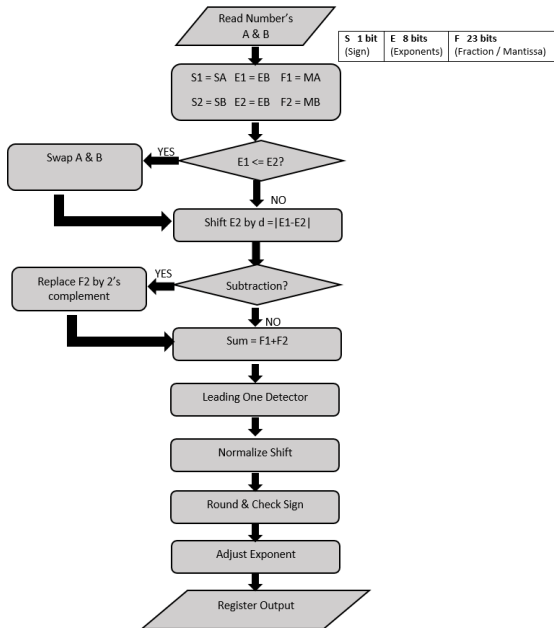 Read Number's
A & B
S 1 bit E 8 bits F 23 bits
(Sign) (Exponents) (Fraction / Mantissa)
S1 = SA E1 = EB F1 = MA
S2 = SB E2 = EB F2 = MB
E1 <= E2?
YES
Swap A & B
NO
Shift E2 by d =|E1-E2|
Subtraction?
YES
Replace F2 by 2's
complement
NO
Sum = F1+F2
Leading One Detector
Normalize Shift
Round & Check Sign
Adjust Exponent
Register Output